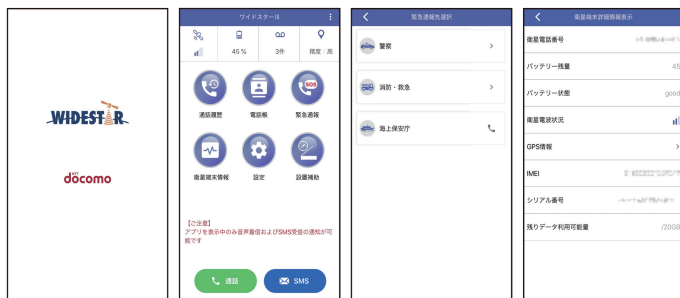 WIDESTAR
NTT
döcomo
ワイドスターⅢ
45%
3件
精度：高
通話履歴
電話帳
SOS
緊急通報
衛星端末情報
設定
設置補助
【ご注意】
アプリを表示中のみ音声着信およびSMS受信の通知が可
能です
通話
SMS
緊急通報先選択
警察
消防・救急
海上保安庁
衛星端末詳細情報表示
衛星電話番号
バッテリー残量
45
バッテリー状態
good
衛星電波状況
GPS情報
IMEI
シリアル番号
残りデータ利用可能量
/20GB